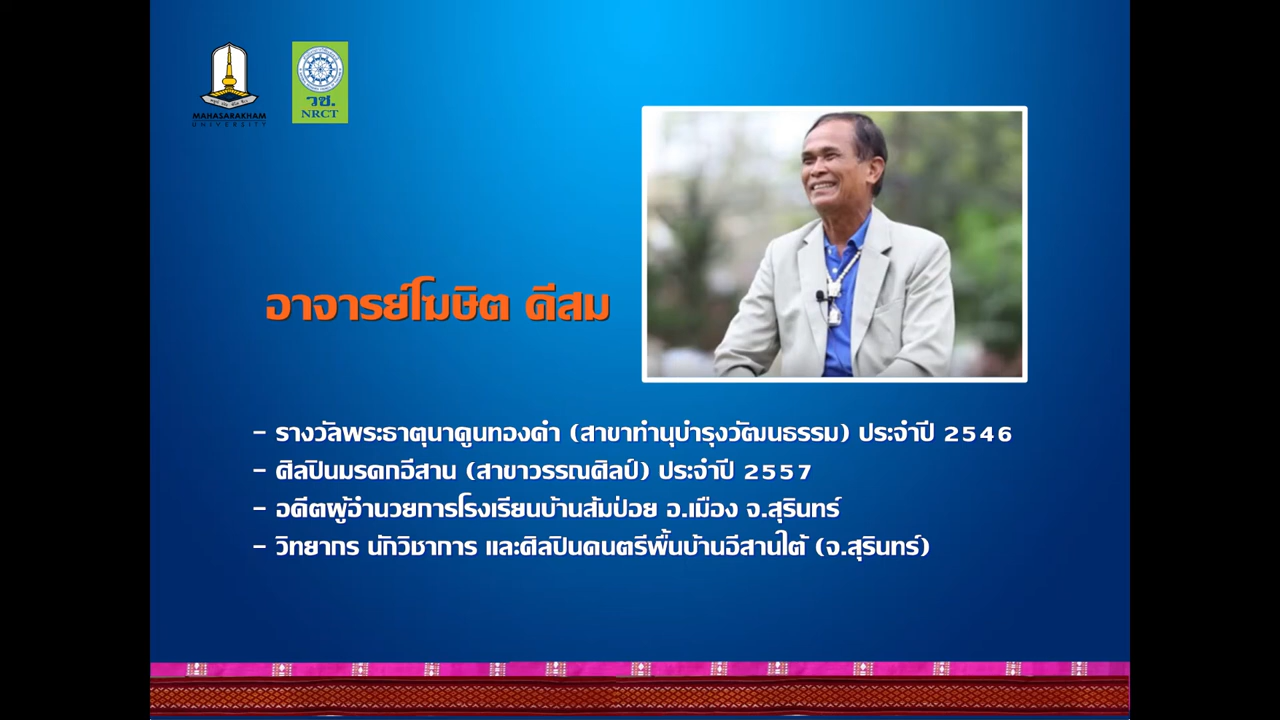 MAHASARAKHAM
UNIVERSITY
วช.
NRCT
อาจารย์โฆษิต ดีสม
- รางวัลพระธาตุนาดูนทองคำ (สาขาทำนุบำรุงวัฒนธรรม) ประจำปี 2546
- ศิลปินมรดกอีสาน (สาขาวรรณศิลป์) ประจำปี 2557
- อดีตผู้อำนวยการโรงเรียนบ้านส้มป่อย อ.เมือง จ.สุรินทร์
- วิทยากร นักวิชาการ และศิลปินดนตรีพื้นบ้านอีสานใต้ (จ.สุรินทร์)